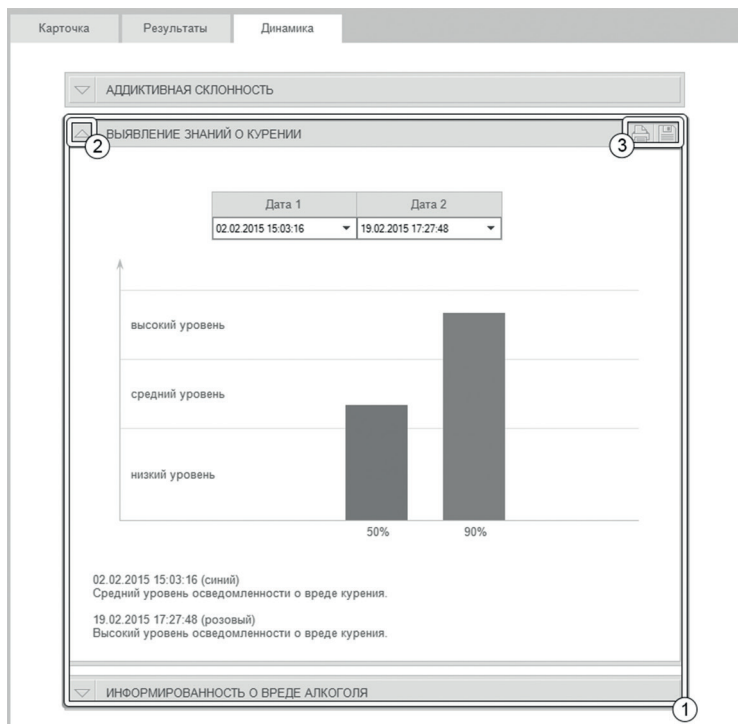 Карточка Результаты Динамика
АДДИКТИВНАЯ СКЛОННОСТЬ
2 ВЫЯВЛЕНИЕ ЗНАНИЙ О КУРЕНИИ 3
Дата 1 Дата 2
02.02.2015 15:03:16 19.02.2015 17:27:48
высокий уровень
средний уровень
низкий уровень
50% 90%
02.02.2015 15:03:16 (синий)
Средний уровень осведомленности о вреде курения.
19.02.2015 17:27:48 (розовый)
Высокий уровень осведомленности о вреде курения.
ИНФОРМИРОВАННОСТЬ О ВРЕДЕ АЛКОГОЛЯ
1